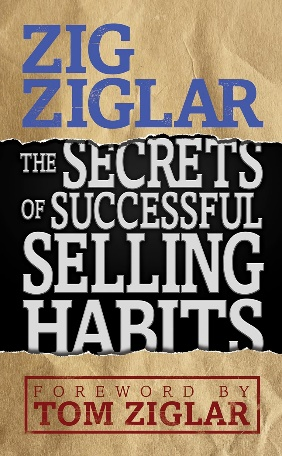 ZIG
ZIGLAR
THE SECRETS
OF SUCCESSFUL
SELLING
HABITS
FOREWORD BY
TOM ZIGLAR